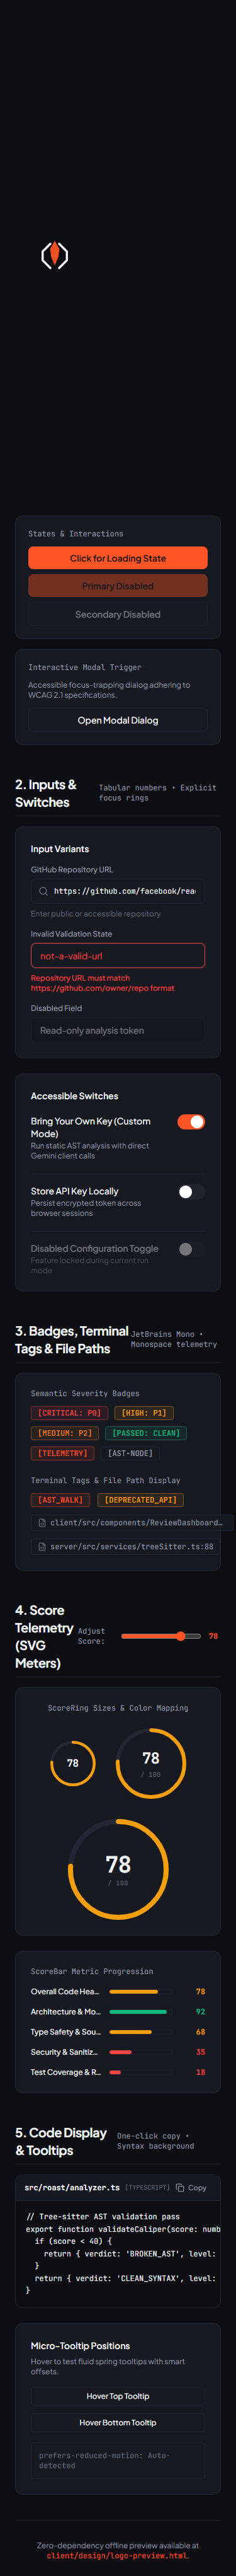 States & Interactions
Click for Loading State
Primary Disabled
Secondary Disabled
Interactive Modal Trigger
Accessible focus-trapping dialog adhering to
WCAG 2.1 specifications.
Open Modal Dialog
2. Inputs &
Switches
Tabular numbers • Explicit
focus rings
Input Variants
GitHub Repository URL
https://github.com/facebook/reac
Enter public or accessible repository
Invalid Validation State
not-a-valid-url
Repository URL must match
https://github.com/owner/repo format
Disabled Field
Read-only analysis token
Accessible Switches
Bring Your Own Key (Custom
Mode)
Run static AST analysis with direct
Gemini client calls
Store API Key Locally
Persist encrypted token across
browser sessions
Disabled Configuration Toggle
Feature locked during current run
mode
3. Badges, Terminal
Tags & File Paths
JetBrains Mono •
Monospace telemetry
Semantic Severity Badges
[CRITICAL: P0] [HIGH: P1]
[MEDIUM: P2] [PASSED: CLEAN]
[TELEMETRY] [AST-NODE]
Terminal Tags & File Path Display
[AST_WALK] [DEPRECATED_API]
client/src/components/ReviewDashboard…
server/src/services/treeSitter.ts:88
4. Score
Telemetry
(SVG
Meters)
Adjust
Score:
78
ScoreRing Sizes & Color Mapping
78
78
/ 100
78
/ 100
ScoreBar Metric Progression
Overall Code Hea… 78
Architecture & Mo… 92
Type Safety & Sou… 68
Security & Sanitiz… 35
Test Coverage & R… 18
5. Code Display
& Tooltips
One-click copy •
Syntax background
src/roast/analyzer.ts [TYPESCRIPT] Copy
// Tree-sitter AST validation pass
export function validateCaliper(score: numb
if (score < 40) {
return { verdict: 'BROKEN_AST', level:
}
return { verdict: 'CLEAN_SYNTAX', level:
}
Micro-Tooltip Positions
Hover to test fluid spring tooltips with smart
offsets.
Hover Top Tooltip
Hover Bottom Tooltip
prefers-reduced-motion: Auto-
detected
Zero-dependency offline preview available at
client/design/logo-preview.html.